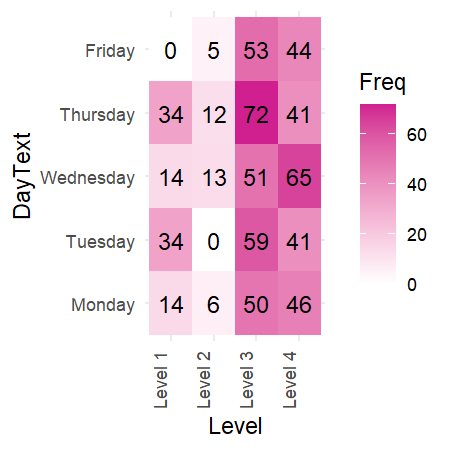 Friday 0 5 53 44
Thursday 34 12 72 41
Wednesday 14 13 51 65
Tuesday 34 0 59 41
Monday 14 6 50 46
Level 1 Level 2 Level 3 Level 4
Level
DayText
Freq
60
40
20
0